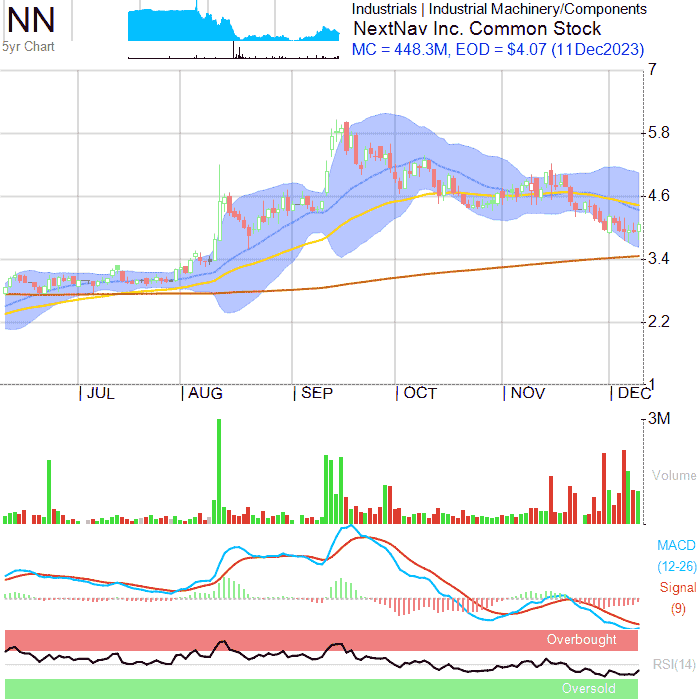 NN
5yr Chart
Industrials | Industrial Machinery/Components
NextNav Inc. Common Stock
MC = 448.3M, EOD = $4.07 (11Dec2023)
7
5.8
4.6
3.4
2.2
1
| JUL | AUG | SEP | OCT | NOV | DEC
3M
Volume
MACD
(12-26)
Signal
(9)
Overbought
RSI(14)
Oversold